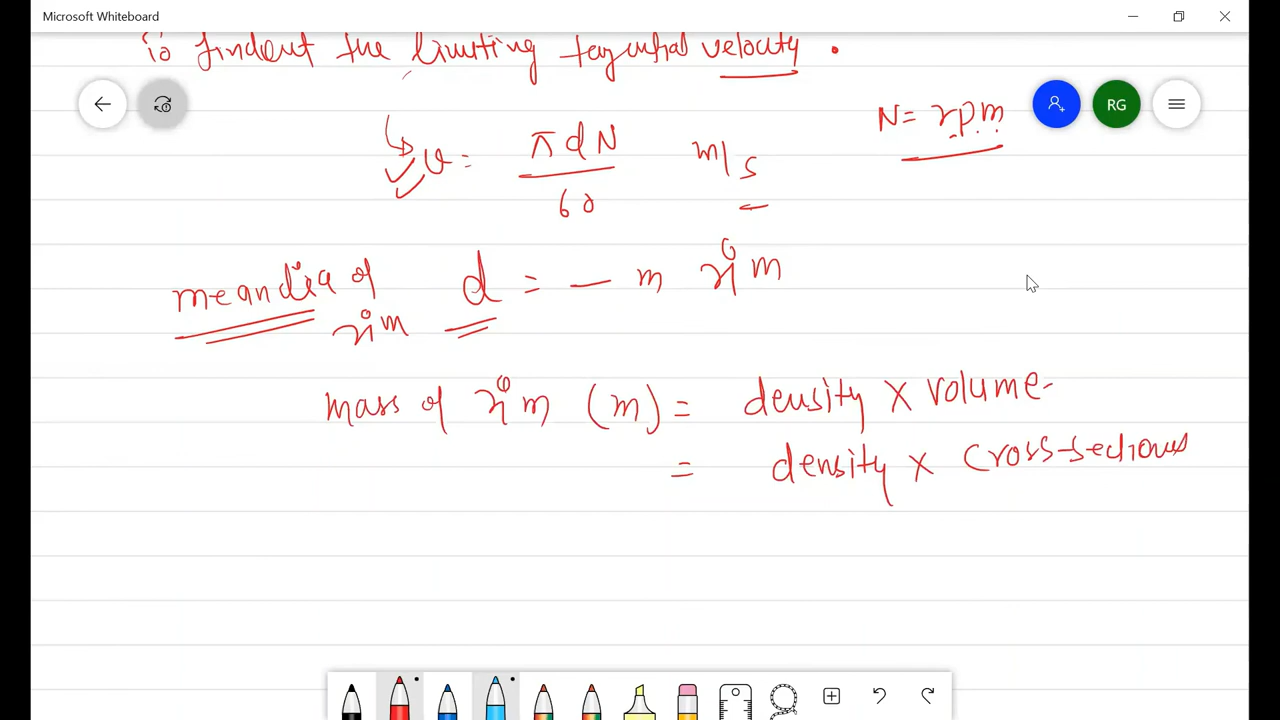 Microsoft Whiteboard
to findout the limiting tangential velocity .
RG
N = rpm
v = πdN / 60 m/s
mean dia of rim d = — m rim
mass of rim (m) = density × volume
= density × cross-sectional